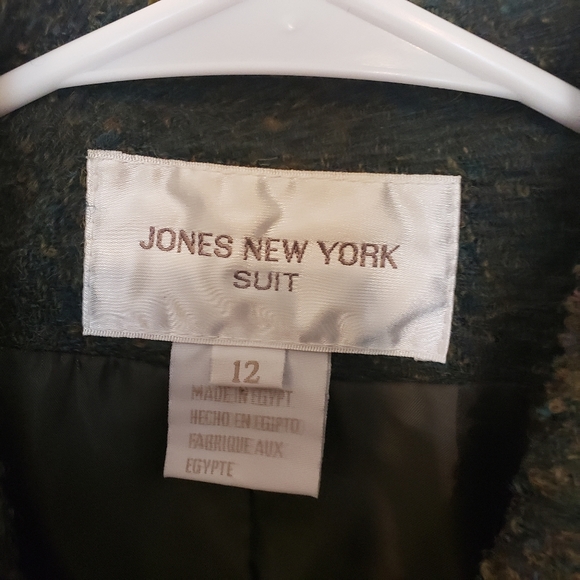 JONES NEW YORK
SUIT
12
MADE IN EGYPT
HECHO EN EGIPTO
FABRIQUE AUX
EGYPTE